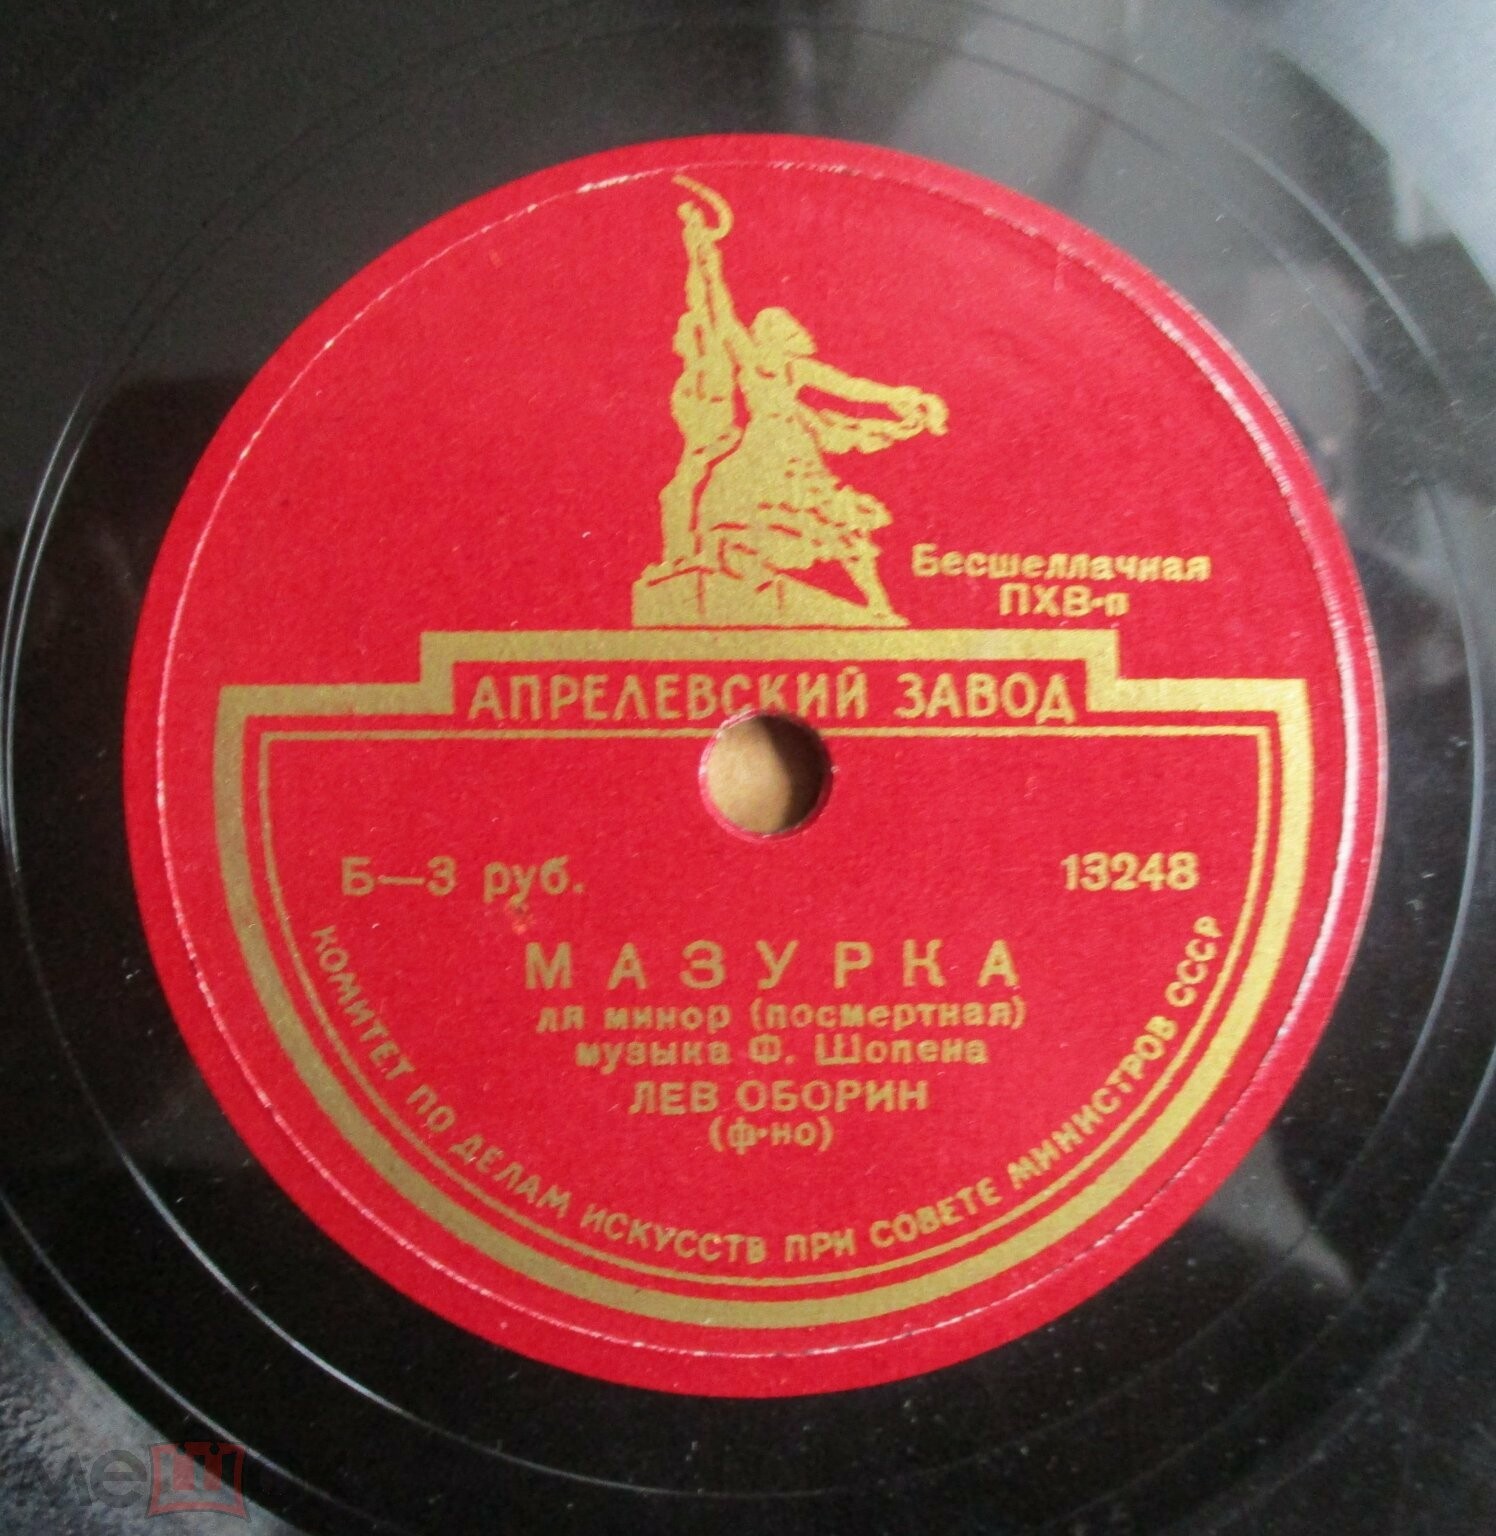 Бесшеллачная
ПХВ-п
АПРЕЛЕВСКИЙ ЗАВОД
Б—3 руб.
13248
МАЗУРКА
ля минор (посмертная)
музыка Ф. Шопена
ЛЕВ ОБОРИН
(ф-но)
КОМИТЕТ ПО ДЕЛАМ ИСКУССТВ ПРИ СОВЕТЕ МИНИСТРОВ СССР